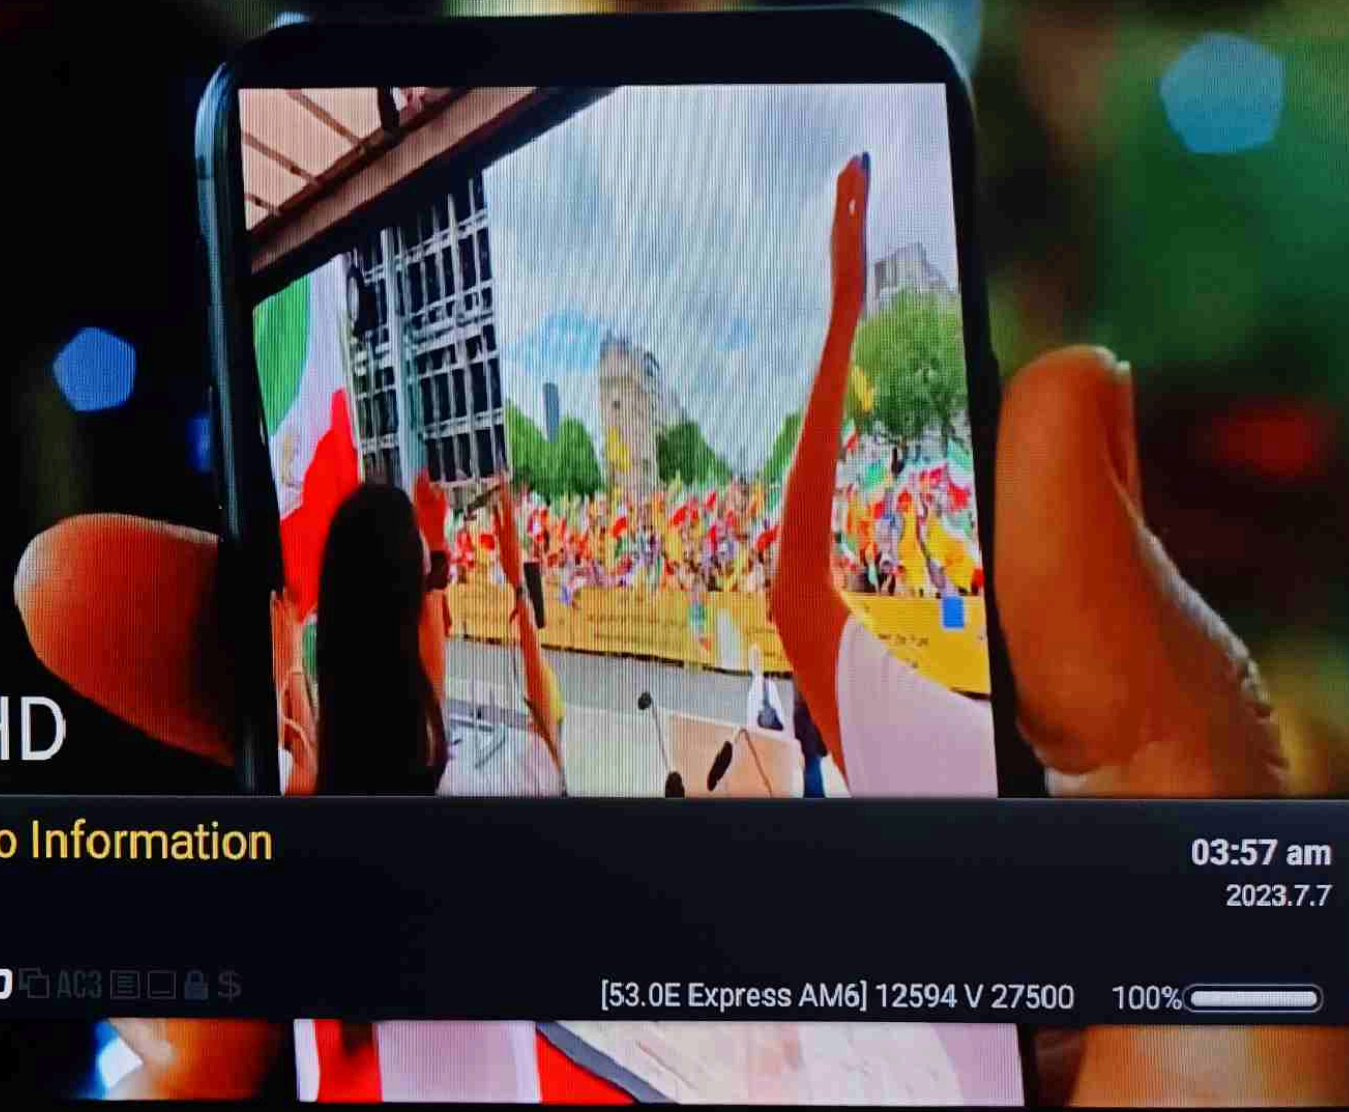 HD
o Information
03:57 am
2023.7.7
AC3
$
[53.0E Express AM6] 12594 V 27500
100%